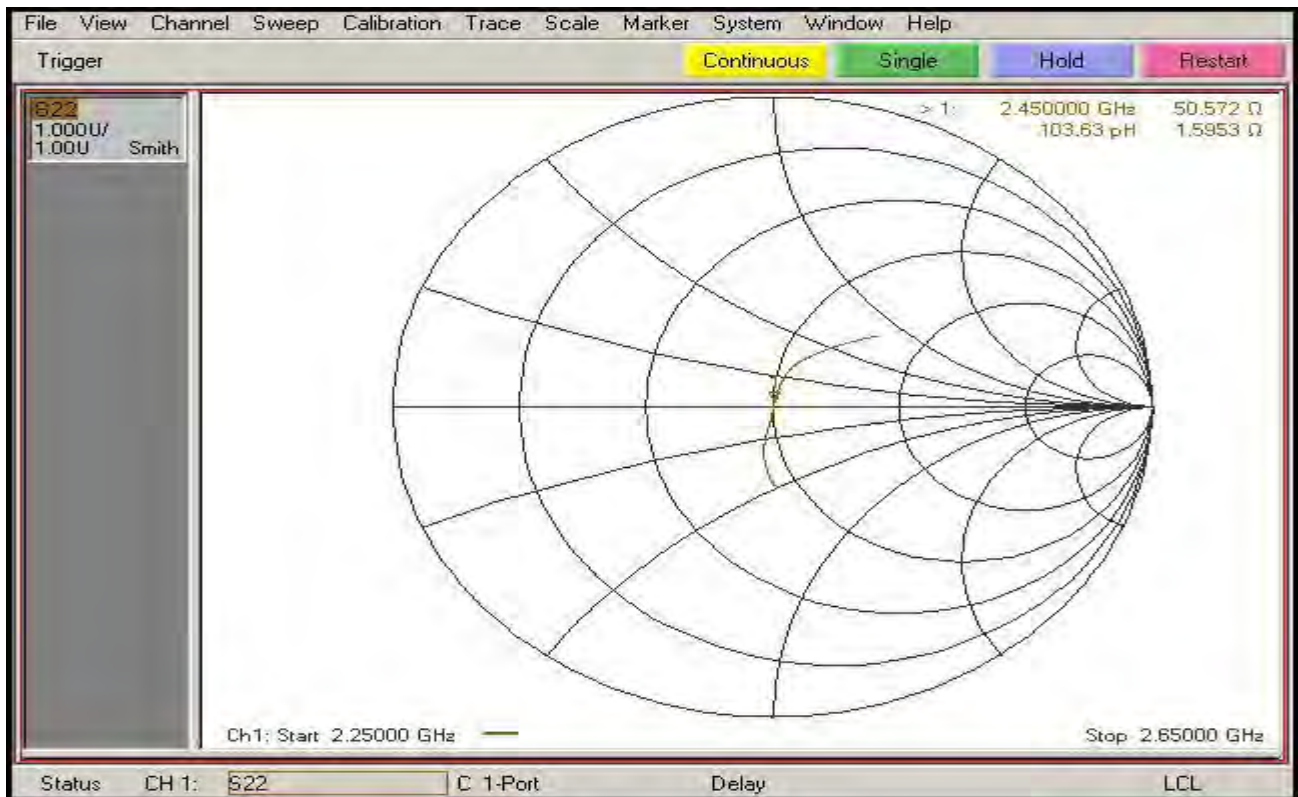 File View Channel Sweep Calibration Trace Scale Marker System Window Help
Trigger Continuous Single Hold Restart
S22
1.000U/
1.00U Smith
> 1: 2.450000 GHz 50.572 Ω
103.63 pH 1.5953 Ω
Ch1: Start 2.25000 GHz Stop 2.65000 GHz
Status CH 1: S22 C 1-Port Delay LCL